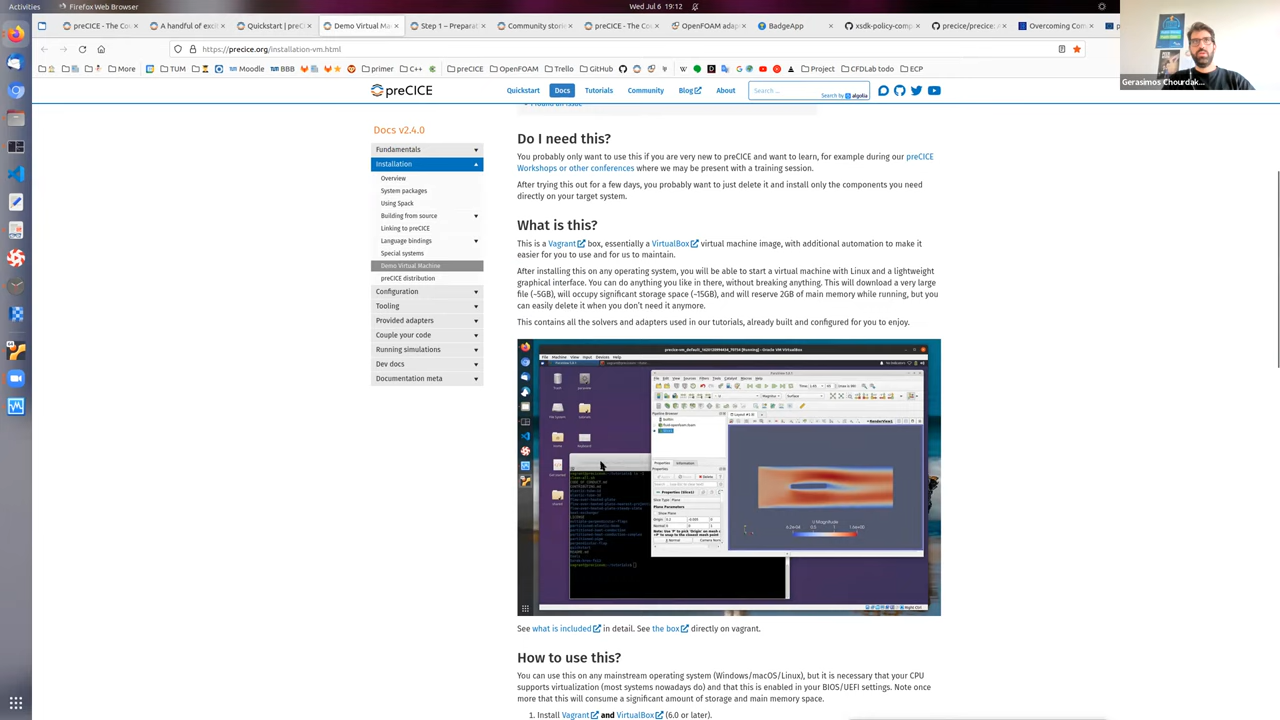 Activities
Firefox Web Browser
Wed Jul 6 19:12
preCICE - The Co
A handful of exci
Quickstart | preC
Demo Virtual Ma
Step 1 – Preparat
Community stori
preCICE - The Co
OpenFOAM adap
BadgeApp
xsdk-policy-comp
precice/precice:
Overcoming Com
https://precice.org/installation-vm.html
More
TUM
Moodle
BBB
primer
C++
preCICE
OpenFOAM
Trello
GitHub
Project
CFDLab todo
ECP
Gerasimos Chourdak...
preCICE
Quickstart
Docs
Tutorials
Community
Blog
About
Search ...
Search by algolia
Docs v2.4.0
Fundamentals
Installation
Overview
System packages
Using Spack
Building from source
Linking to preCICE
Language bindings
Special systems
Demo Virtual Machine
preCICE distribution
Configuration
Tooling
Provided adapters
Couple your code
Running simulations
Dev docs
Documentation meta
Do I need this?
You probably only want to use this if you are very new to preCICE and want to learn, for example during our preCICE
Workshops or other conferences where we may be present with a training session.
After trying this out for a few days, you probably want to just delete it and install only the components you need
directly on your target system.
What is this?
This is a Vagrant box, essentially a VirtualBox virtual machine image, with additional automation to make it
easier for you to use and for us to maintain.
After installing this on any operating system, you will be able to start a virtual machine with Linux and a lightweight
graphical interface. You can do anything you like in there, without breaking anything. This will download a very large
file (~5GB), will occupy significant storage space (~15GB), and will reserve 2GB of main memory while running, but you
can easily delete it when you don't need it anymore.
This contains all the solvers and adapters used in our tutorials, already built and configured for you to enjoy.
File Machine View Input Devices Help
Properties
Information
U Magnitude
See what is included in detail. See the box directly on vagrant.
How to use this?
You can use this on any mainstream operating system (Windows/macOS/Linux), but it is necessary that your CPU
supports virtualization (most systems nowadays do) and that this is enabled in your BIOS/UEFI settings. Note once
more that this will consume a significant amount of storage and main memory space.
1. Install Vagrant and VirtualBox (6.0 or later).